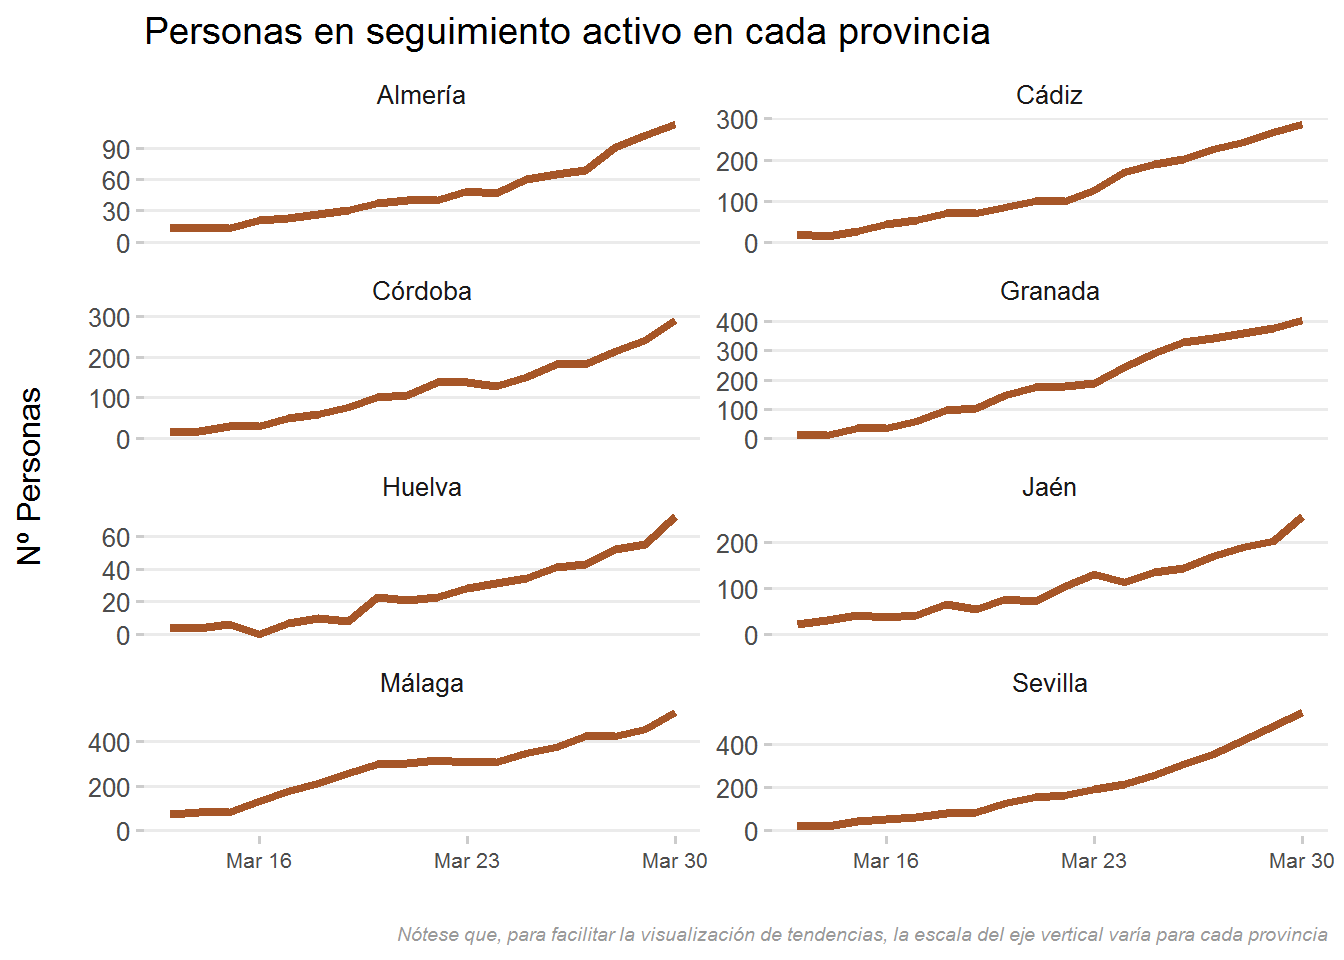 Personas en seguimiento activo en cada provincia
Nº Personas
Almería
90
60
30
0
Cádiz
300
200
100
0
Córdoba
300
200
100
0
Granada
400
300
200
100
0
Huelva
60
40
20
0
Jaén
200
100
0
Málaga
400
200
0
Sevilla
400
200
0
Mar 16 Mar 23 Mar 30
Mar 16 Mar 23 Mar 30
Nótese que, para facilitar la visualización de tendencias, la escala del eje vertical varía para cada provincia